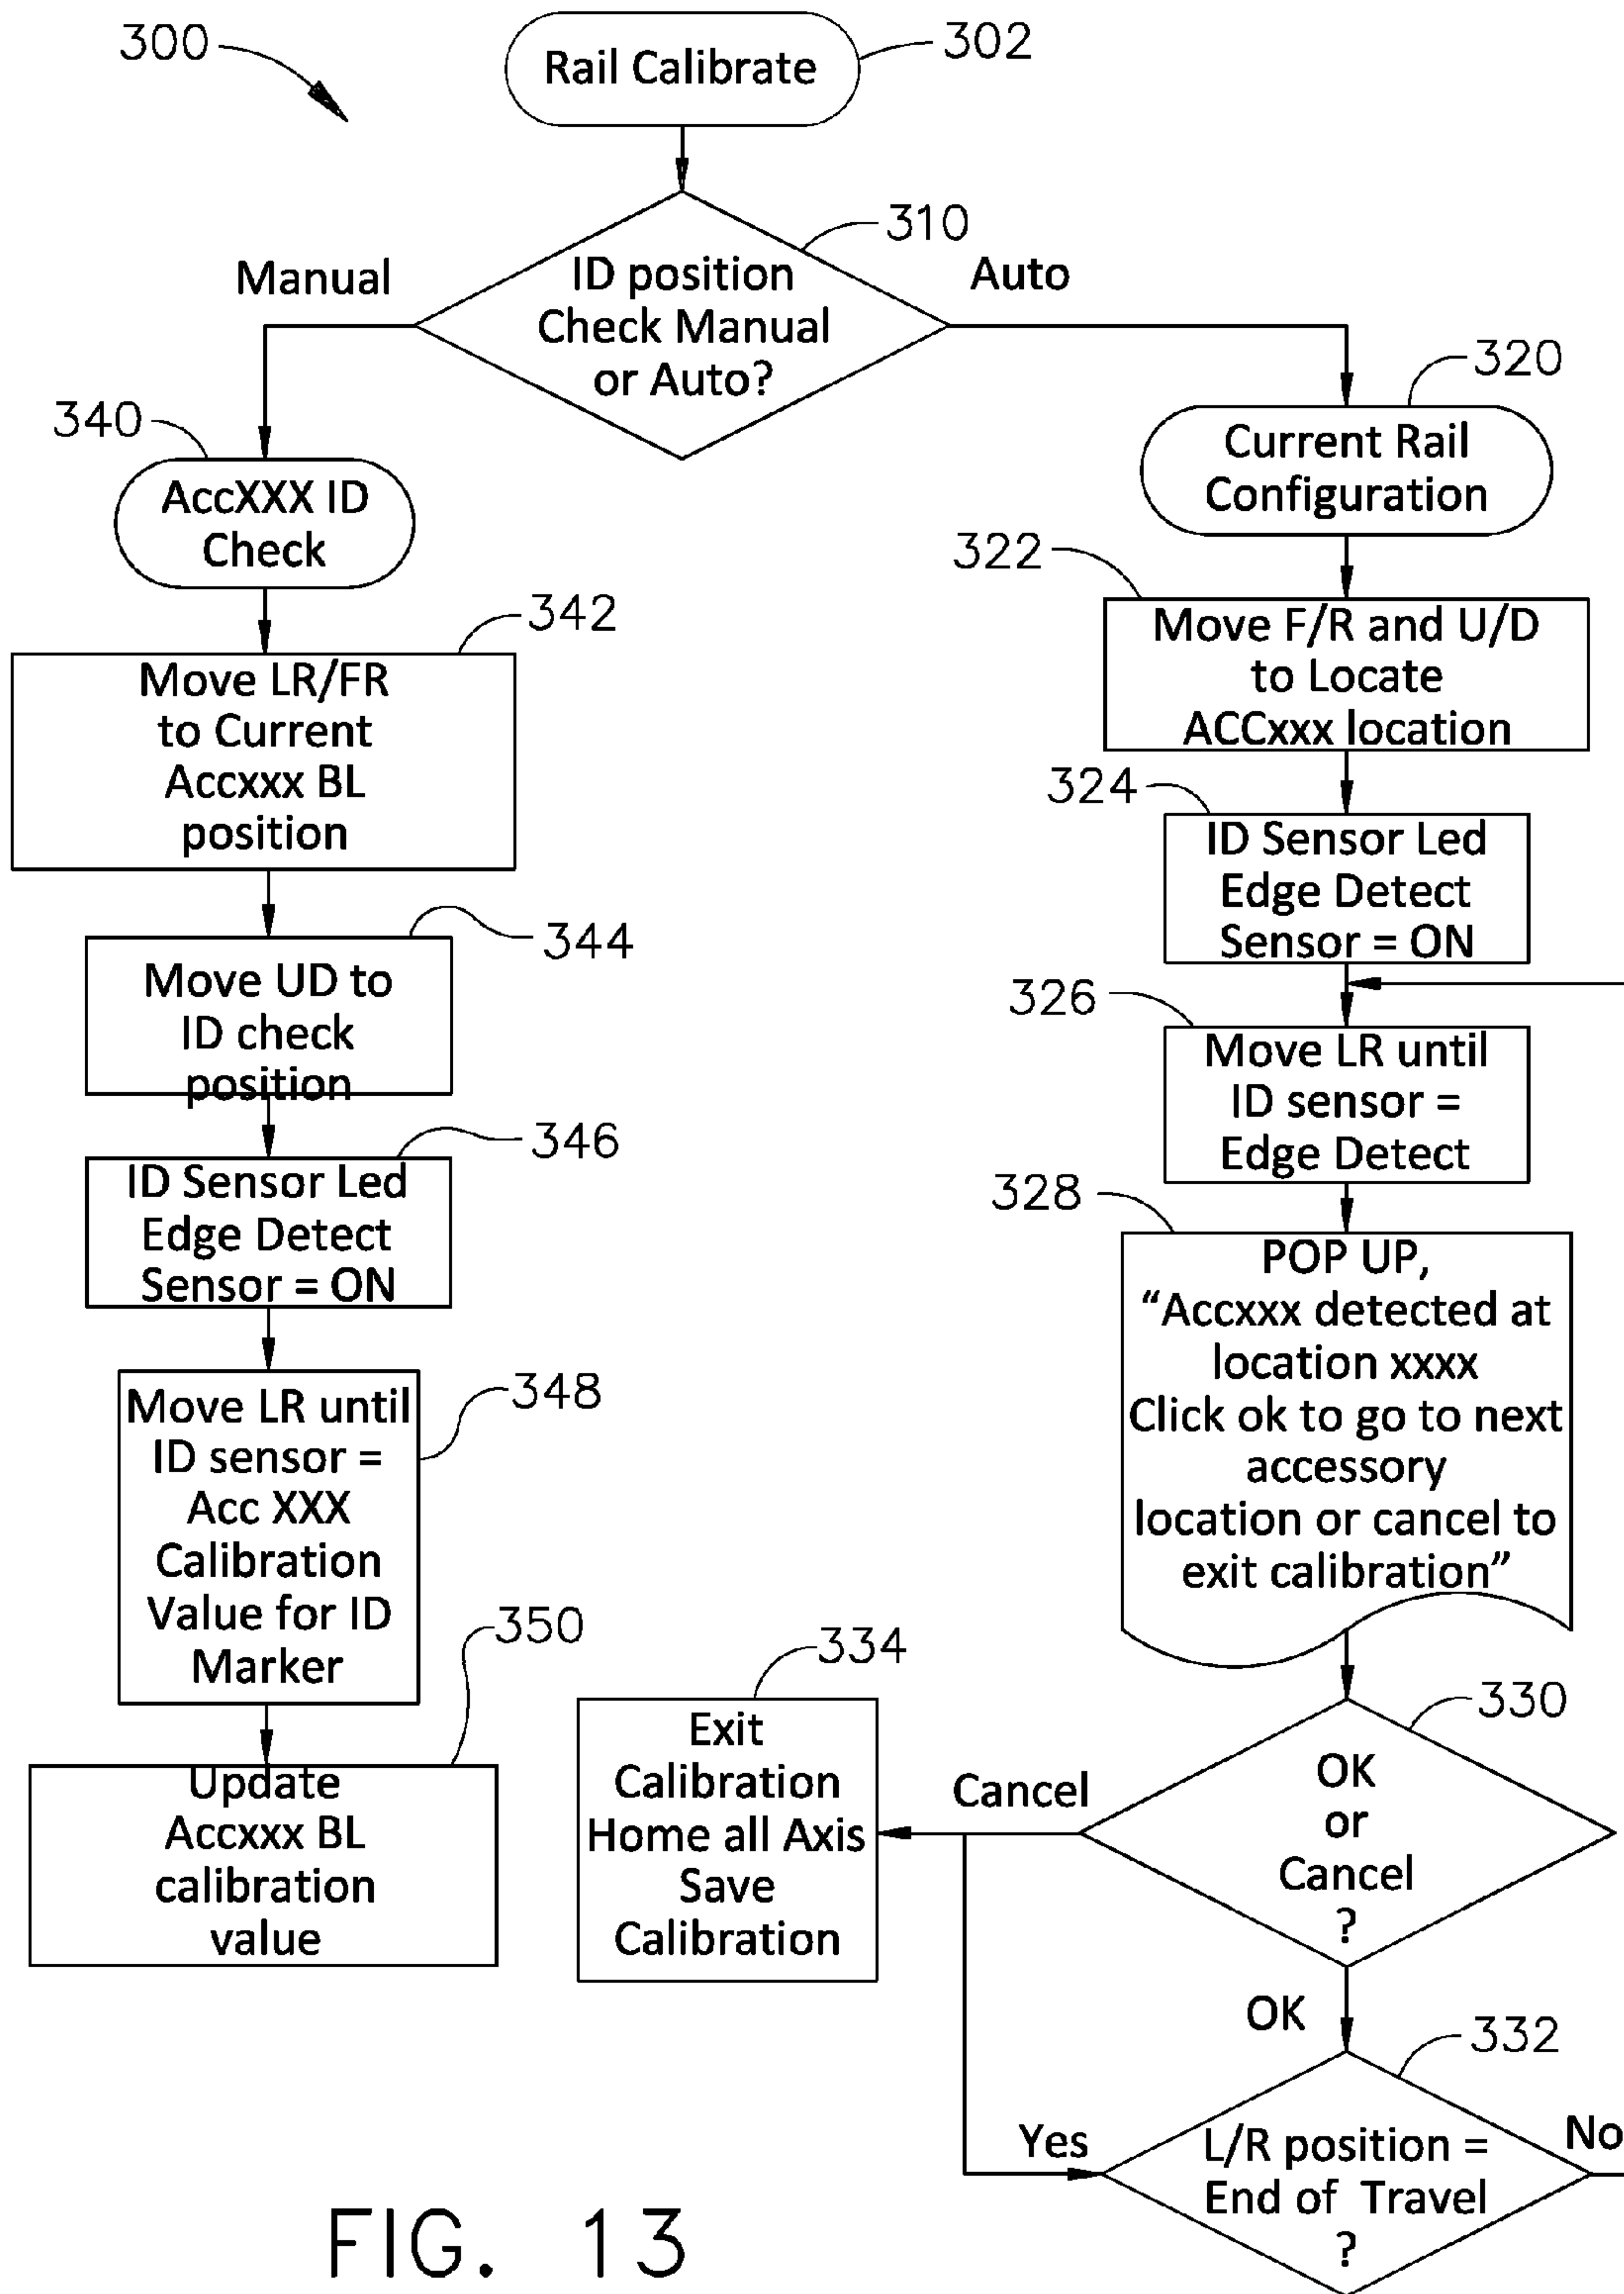 300
Rail Calibrate
302
310
ID position
Check Manual
or Auto?
Manual
Auto
340
AccXXX ID
Check
342
Move LR/FR
to Current
Accxxx BL
position
344
Move UD to
ID check
position
346
ID Sensor Led
Edge Detect
Sensor = ON
348
Move LR until
ID sensor =
Acc XXX
Calibration
Value for ID
Marker
350
Update
Accxxx BL
calibration
value
320
Current Rail
Configuration
322
Move F/R and U/D
to Locate
ACCxxx location
324
ID Sensor Led
Edge Detect
Sensor = ON
326
Move LR until
ID sensor =
Edge Detect
328
POP UP,
“Accxxx detected at
location xxxx
Click ok to go to next
accessory
location or cancel to
exit calibration”
330
OK
or
Cancel
?
Cancel
334
Exit
Calibration
Home all Axis
Save
Calibration
OK
332
L/R position =
End of Travel
?
Yes
No
FIG. 13